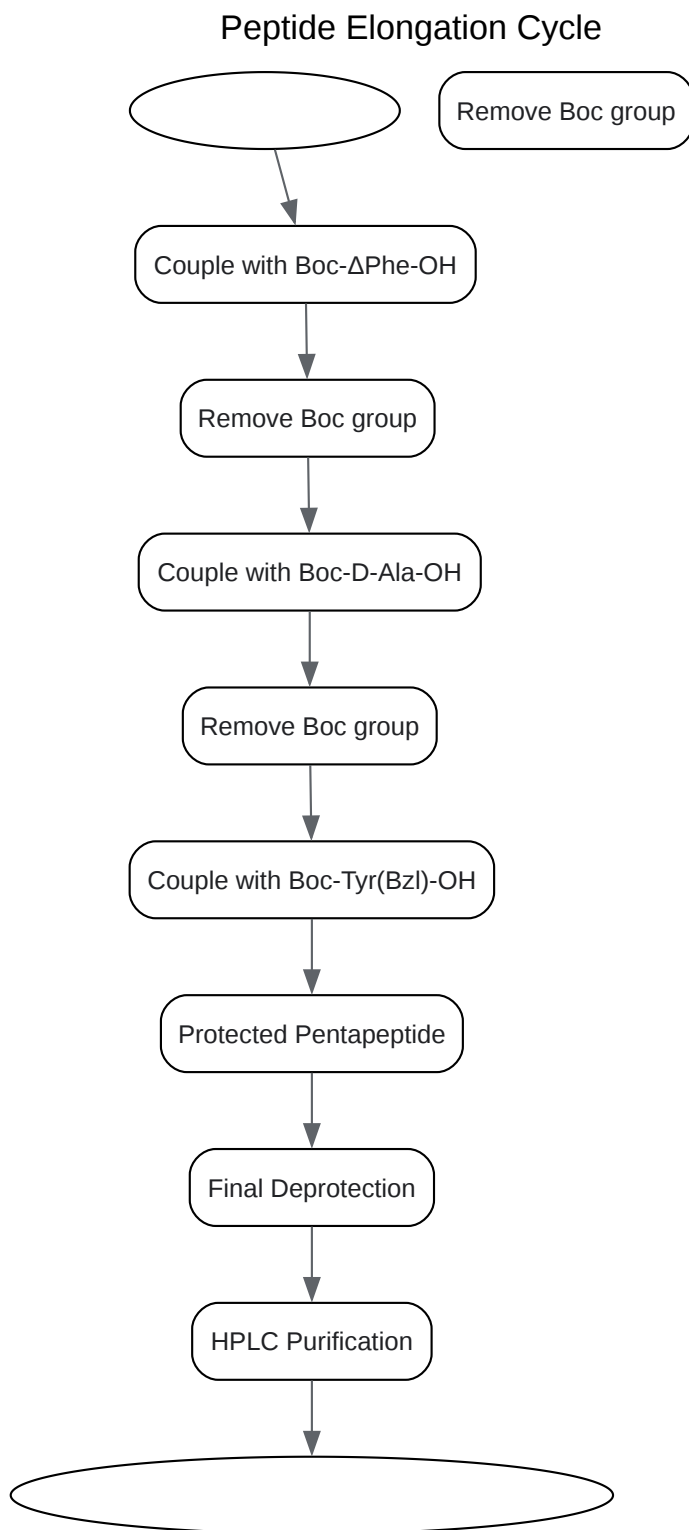 Peptide Elongation Cycle
Remove Boc group
Couple with Boc-ΔPhe-OH
Remove Boc group
Couple with Boc-D-Ala-OH
Remove Boc group
Couple with Boc-Tyr(Bzl)-OH
Protected Pentapeptide
Final Deprotection
HPLC Purification